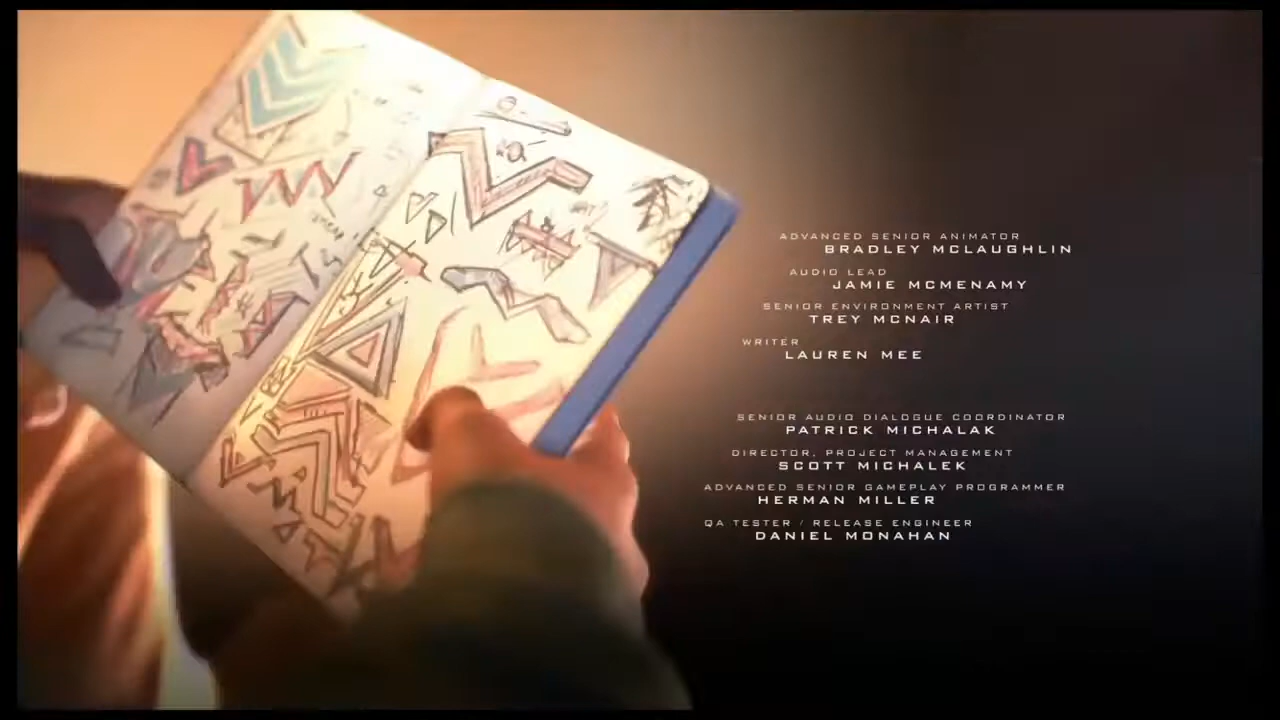 ADVANCED SENIOR ANIMATOR
BRADLEY MCLAUGHLIN
AUDIO LEAD
JAMIE MCMENAMY
SENIOR ENVIRONMENT ARTIST
TREY MCNAIR
WRITER
LAUREN MEE
SENIOR AUDIO DIALOGUE COORDINATOR
PATRICK MICHALAK
DIRECTOR, PROJECT MANAGEMENT
SCOTT MICHALEK
ADVANCED SENIOR GAMEPLAY PROGRAMMER
HERMAN MILLER
QA TESTER / RELEASE ENGINEER
DANIEL MONAHAN